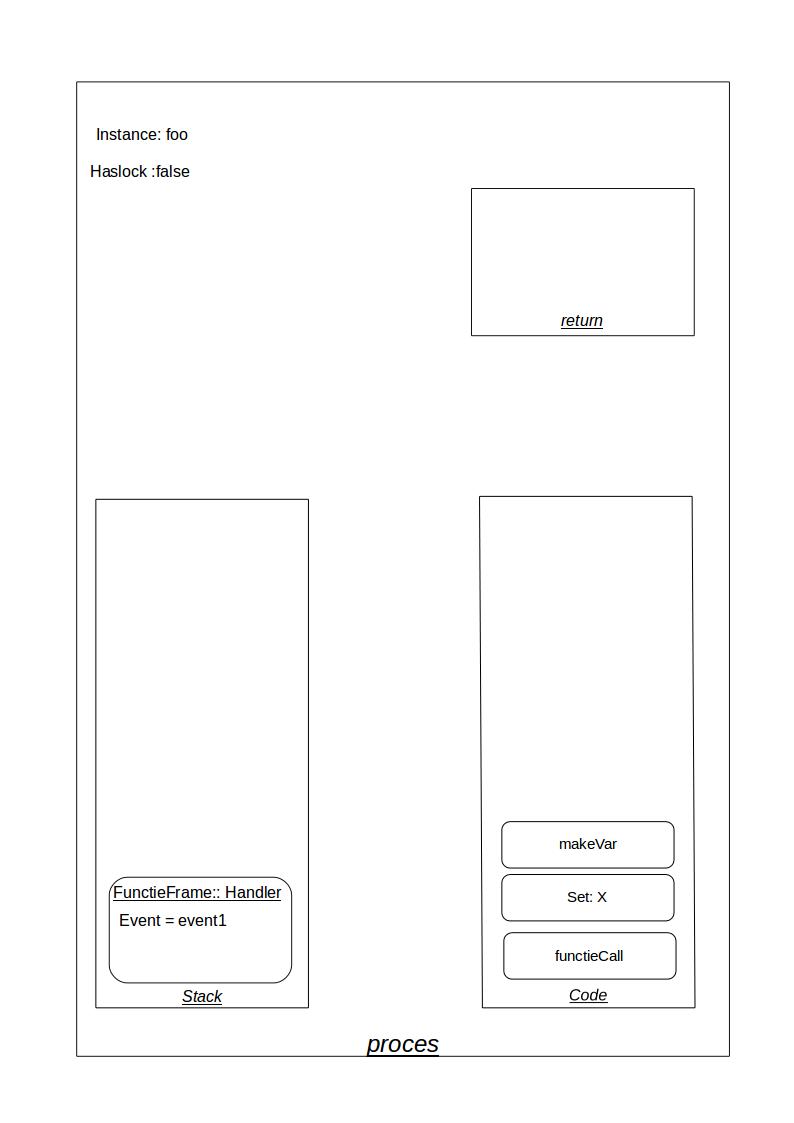 Instance: foo
Haslock :false
return
makeVar
Set: X
functieCall
Code
FunctieFrame:: Handler
Event = event1
Stack
proces